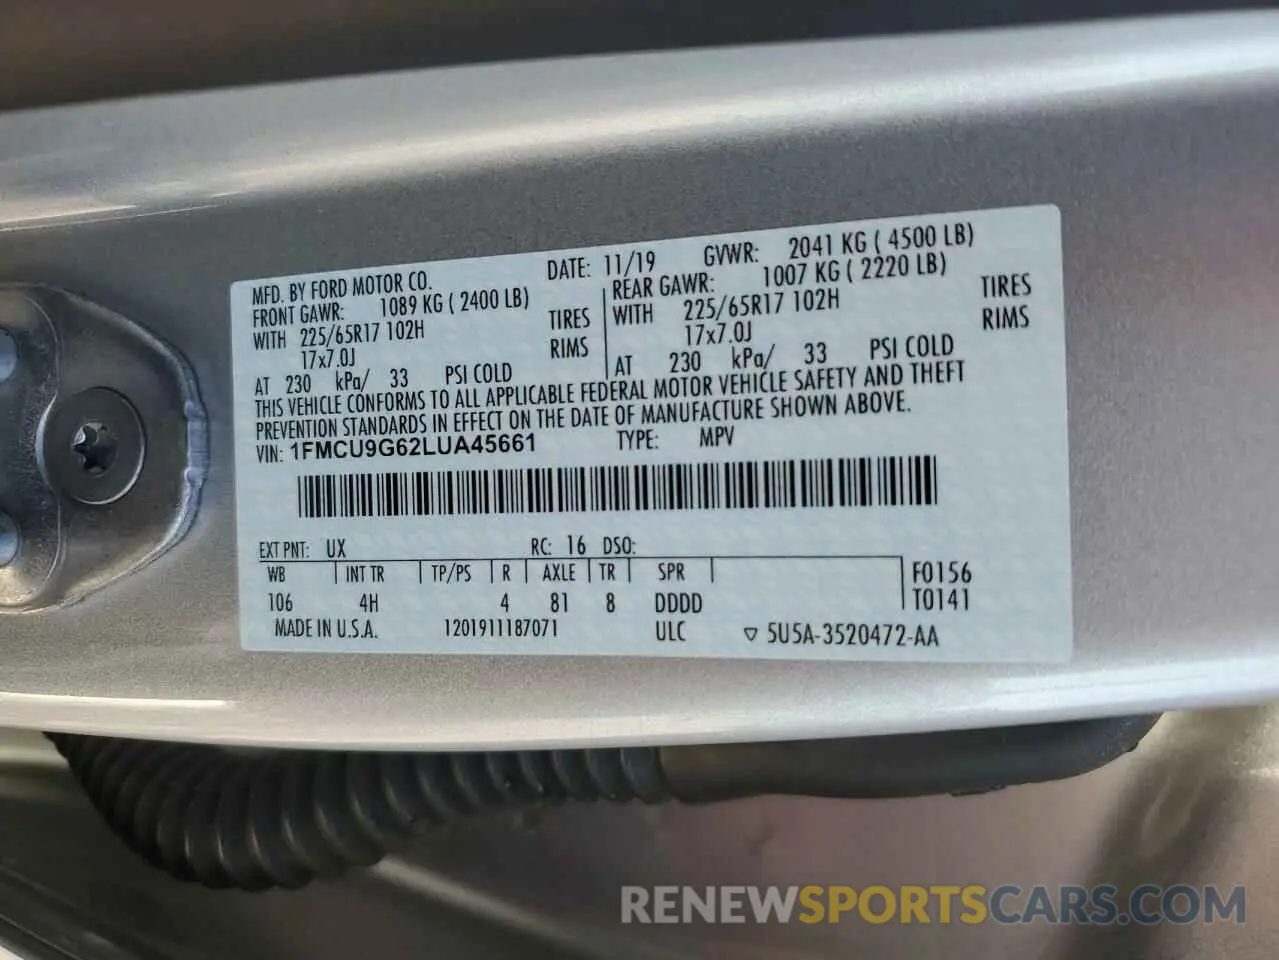 MFD. BY FORD MOTOR CO. DATE: 11/19 GVWR: 2041 KG ( 4500 LB)
FRONT GAWR: 1089 KG ( 2400 LB) REAR GAWR: 1007 KG ( 2220 LB)
WITH 225/65R17 102H TIRES WITH 225/65R17 102H TIRES
17x7.0J RIMS 17x7.0J RIMS
AT 230 kPa/ 33 PSI COLD AT 230 kPa/ 33 PSI COLD
THIS VEHICLE CONFORMS TO ALL APPLICABLE FEDERAL MOTOR VEHICLE SAFETY AND THEFT
PREVENTION STANDARDS IN EFFECT ON THE DATE OF MANUFACTURE SHOWN ABOVE.
VIN: 1FMCU9G62LUA45661 TYPE: MPV
EXT PNT: UX RC: 16 DSO:
WB INT TR TP/PS R AXLE TR SPR F0156
106 4H 4 81 8 DDDD T0141
MADE IN U.S.A. 1201911187071 ULC ▽ 5U5A-3520472-AA
RENEWSPORTSCARS.COM